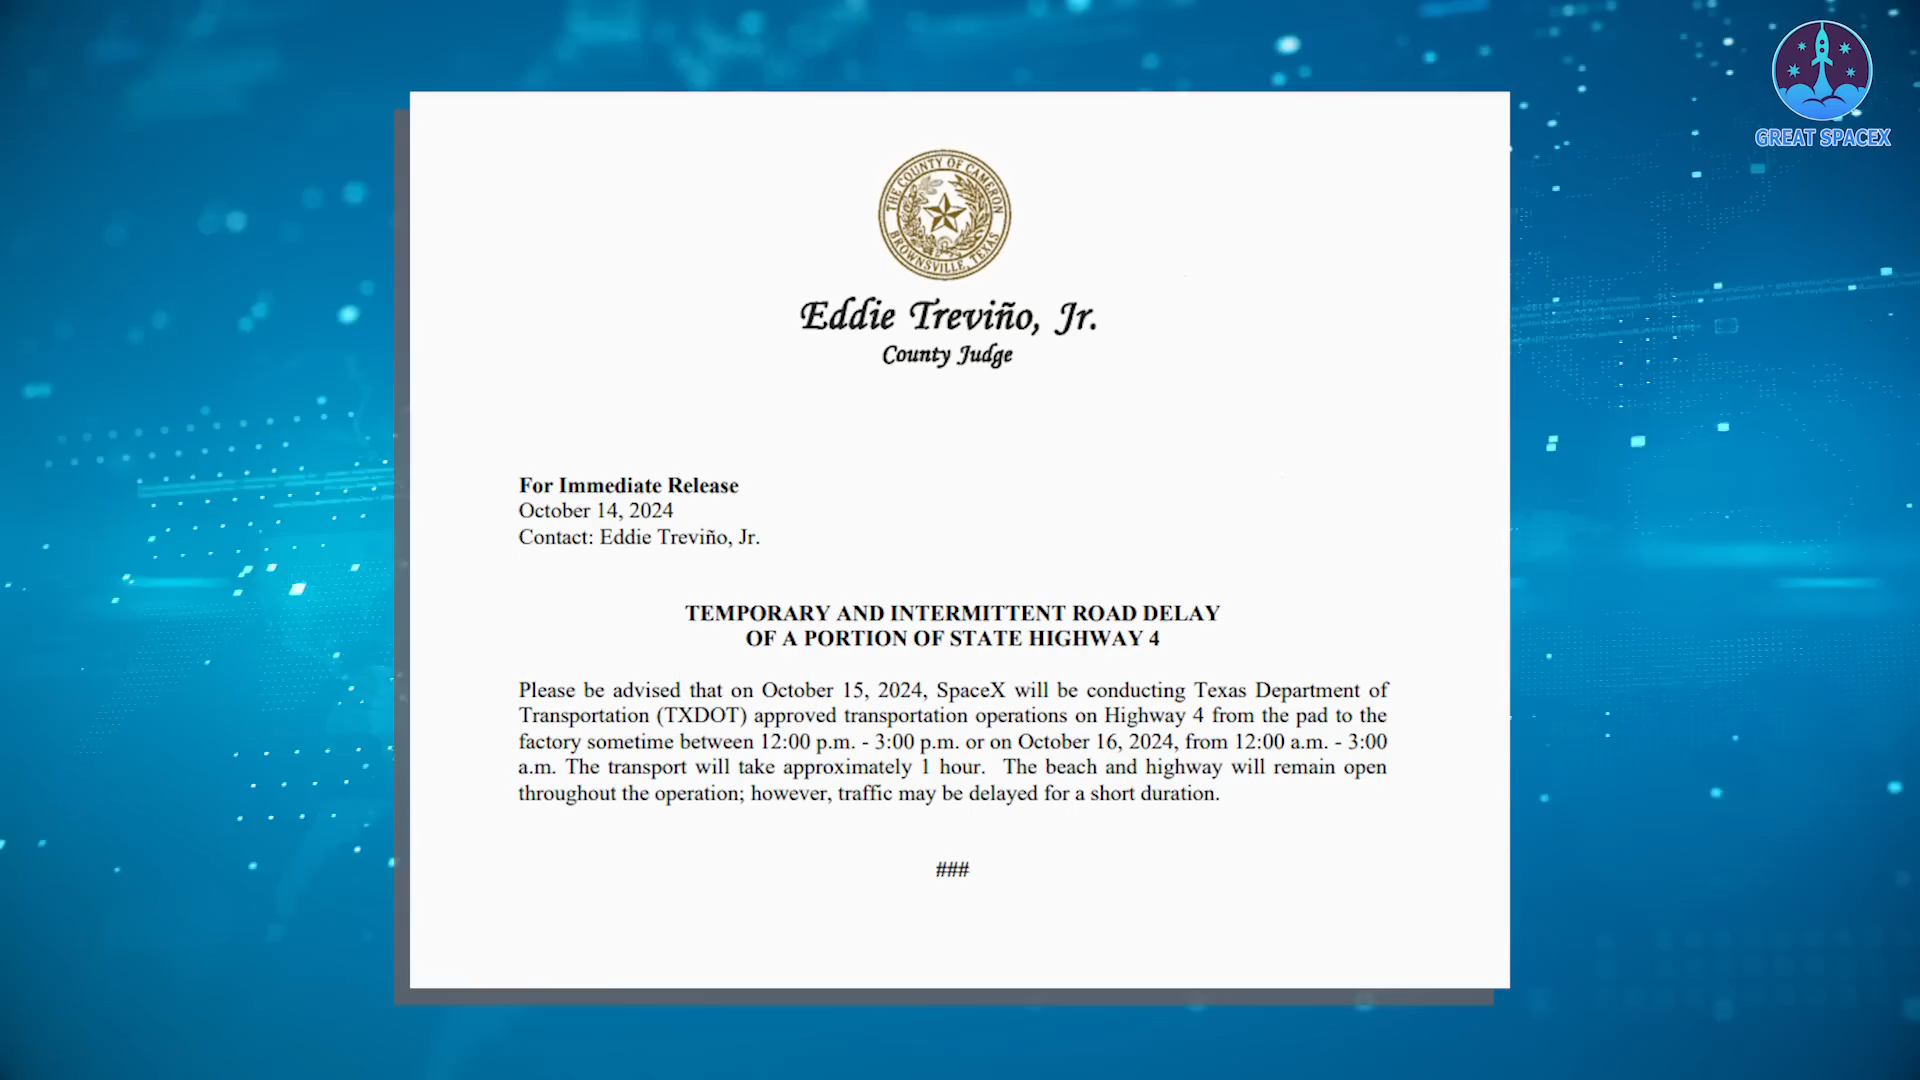 GREAT SPACEX
THE COUNTY OF CAMERON
BROWNSVILLE, TEXAS
Eddie Treviño, Jr.
County Judge
For Immediate Release
October 14, 2024
Contact: Eddie Treviño, Jr.
TEMPORARY AND INTERMITTENT ROAD DELAY
OF A PORTION OF STATE HIGHWAY 4
Please be advised that on October 15, 2024, SpaceX will be conducting Texas Department of
Transportation (TXDOT) approved transportation operations on Highway 4 from the pad to the
factory sometime between 12:00 p.m. - 3:00 p.m. or on October 16, 2024, from 12:00 a.m. - 3:00
a.m. The transport will take approximately 1 hour. The beach and highway will remain open
throughout the operation; however, traffic may be delayed for a short duration.
###